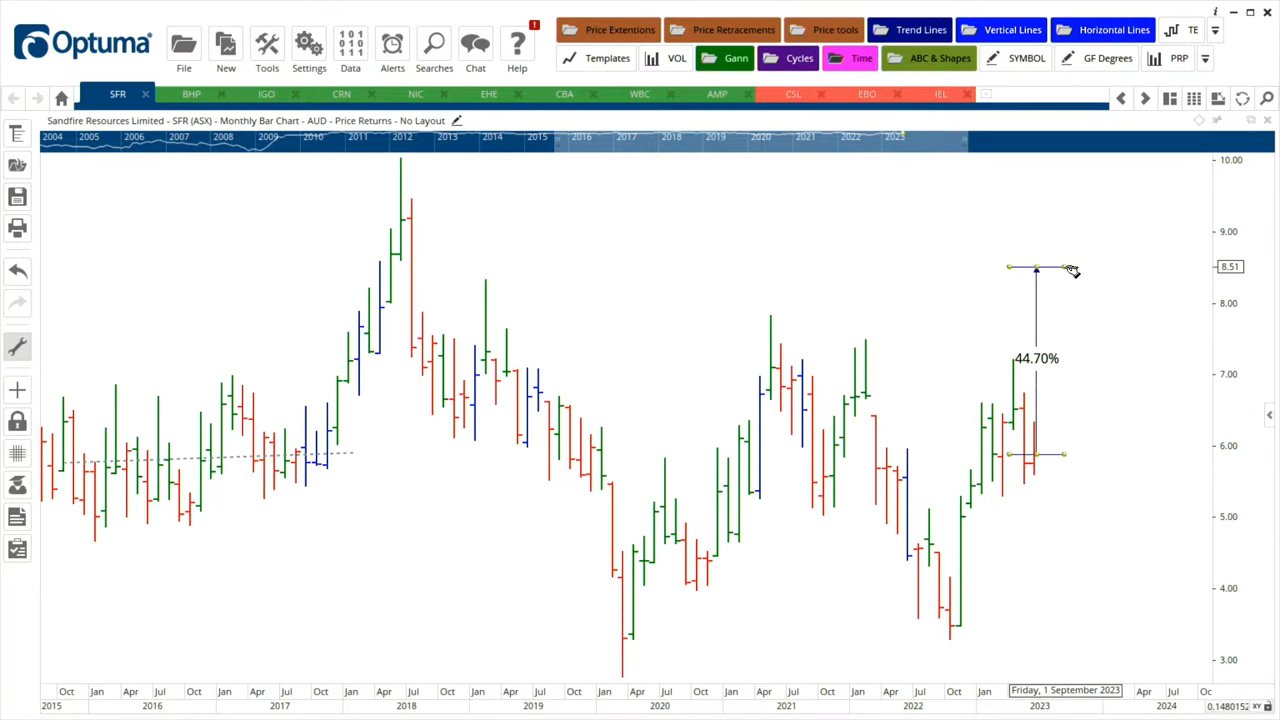 Optuma
File
New
Tools
Settings
101
010
101
Data
Alerts
Searches
Chat
!
?
Help
Price Extentions
Price Retracements
Price tools
Trend Lines
Vertical Lines
Horizontal Lines
TE
Templates
VOL
Gann
Cycles
Time
ABC & Shapes
SYMBOL
GF Degrees
PRP
SFR
BHP
IGO
CRN
NIC
EHE
CBA
WBC
AMP
CSL
EBO
IEL
Sandfire Resources Limited - SFR (ASX) - Monthly Bar Chart - AUD - Price Returns - No Layout
2004 2005 2006 2007 2008 2009 2010 2011 2012 2013 2014 2015 2016 2017 2018 2019 2020 2021 2022 2023
10.00
9.00
8.51
8.00
44.70%
7.00
6.00
5.00
4.00
3.00
Oct Jan Apr Jul Oct Jan Apr Jul Oct Jan Apr Jul Oct Jan Apr Jul Oct Jan Apr Jul Oct Jan Apr Jul Oct Jan Apr Jul Oct Jan Friday, 1 September 2023 Apr Jul Oc
2015 2016 2017 2018 2019 2020 2021 2022 2023 2024
0.1480152 XY